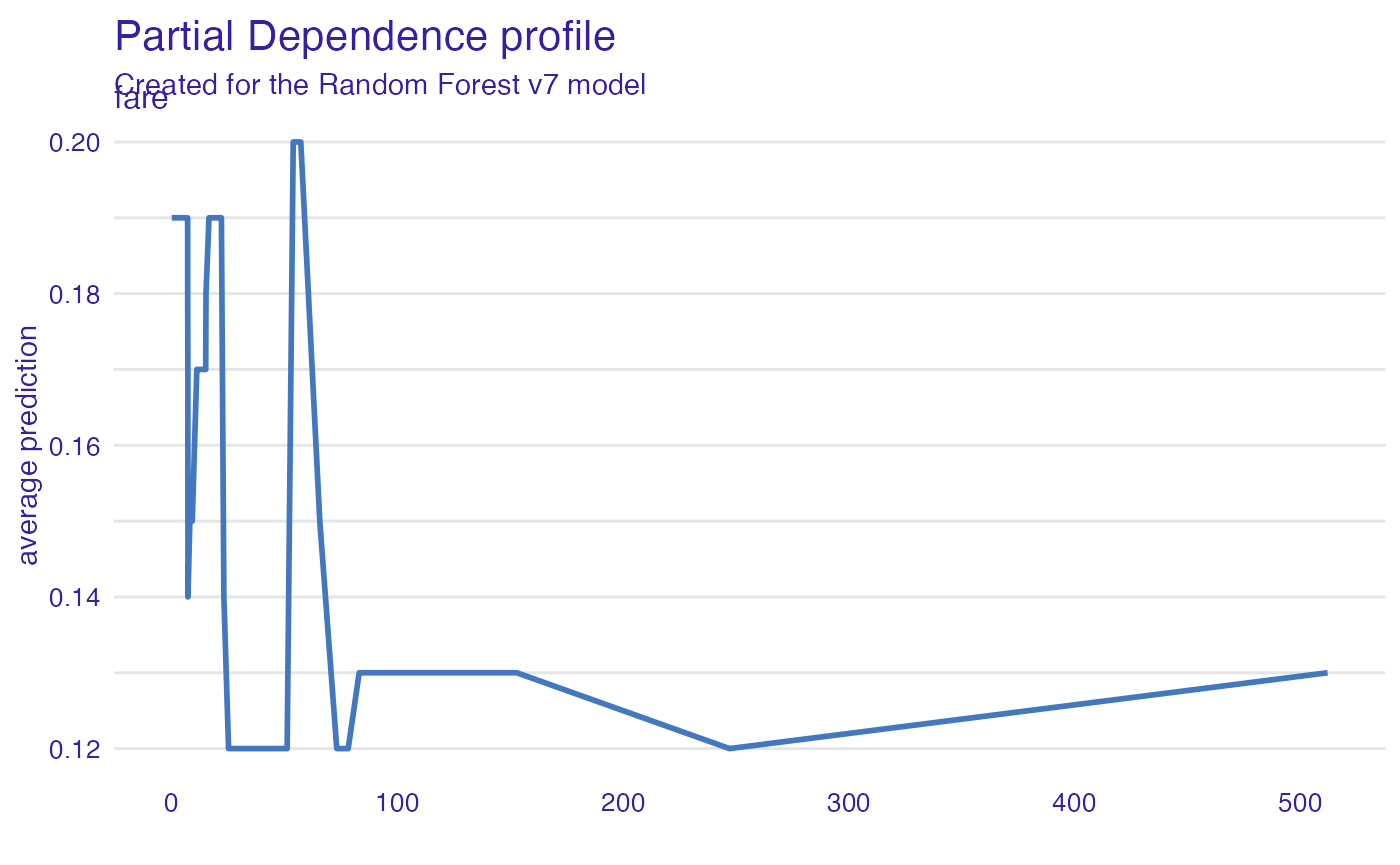 Partial Dependence profile
Created for the Random Forest v7 model
fare
average prediction
0.20
0.18
0.16
0.14
0.12
0 100 200 300 400 500